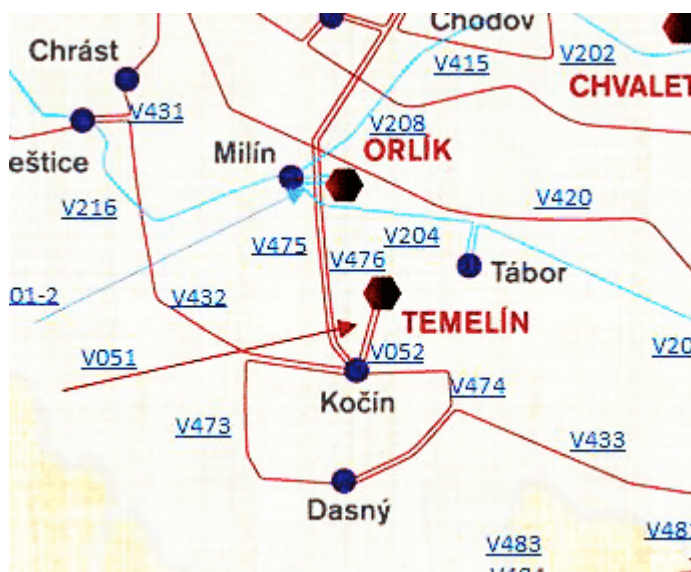 Chodov
V202
Chrást
V415
CHVALET
V431
V208
Milín
ORLÍK
eštice
V216
V420
V475
V204
V476
Tábor
01-2
V432
TEMELÍN
V20
V051
V052
V474
Kočín
V473
V433
Dasný
V483